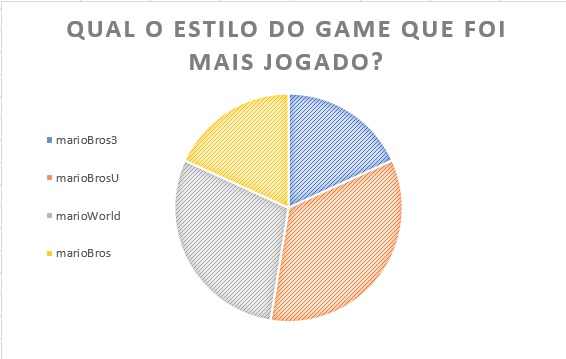 QUAL O ESTILO DO GAME QUE FOI
MAIS JOGADO?
marioBros3
marioBrosU
marioWorld
marioBros